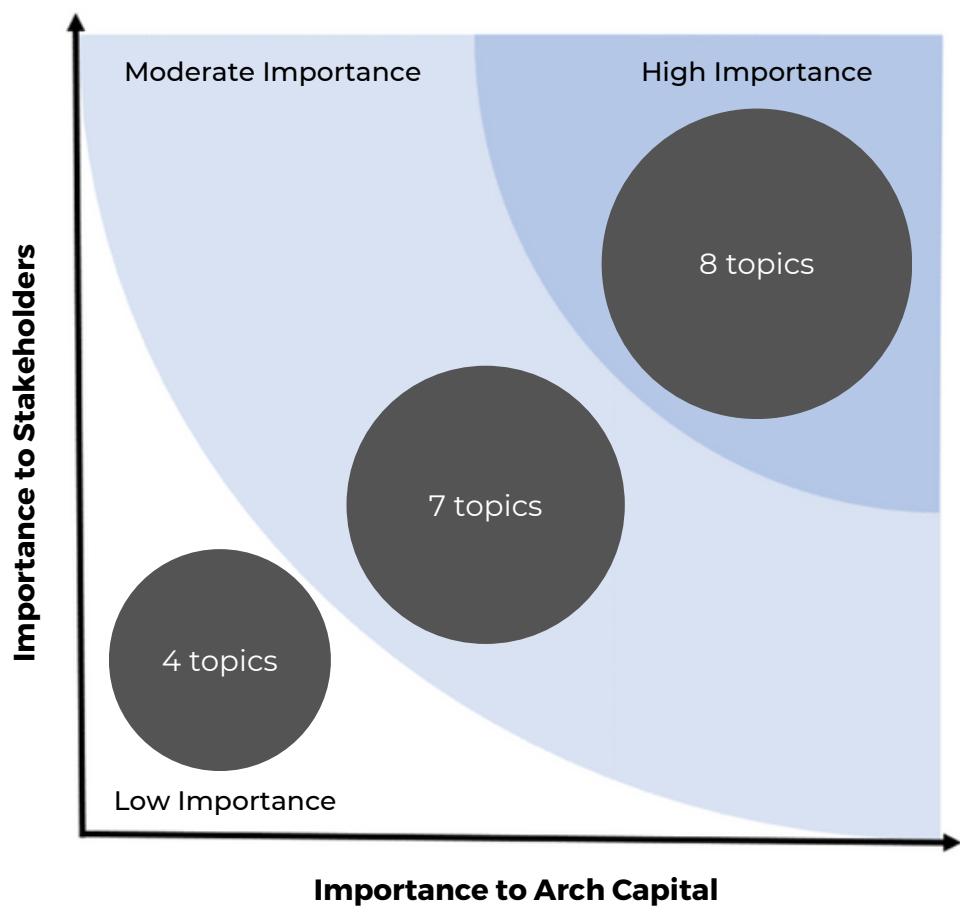 Moderate Importance
High Importance
8 topics
7 topics
4 topics
Low Importance
Importance to Stakeholders
Importance to Arch Capital